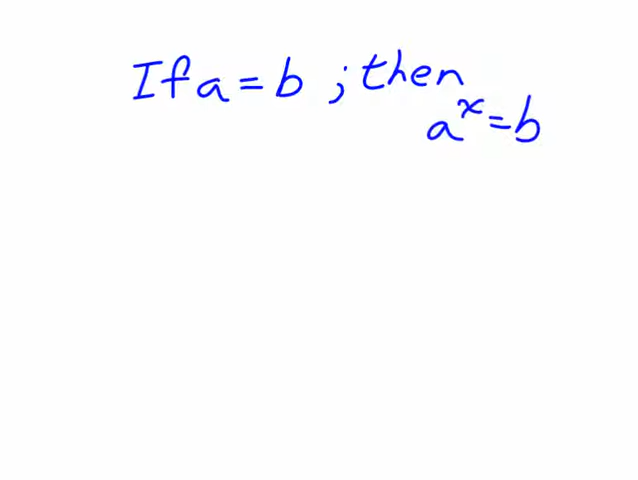 If a = b ; then
a^x = b